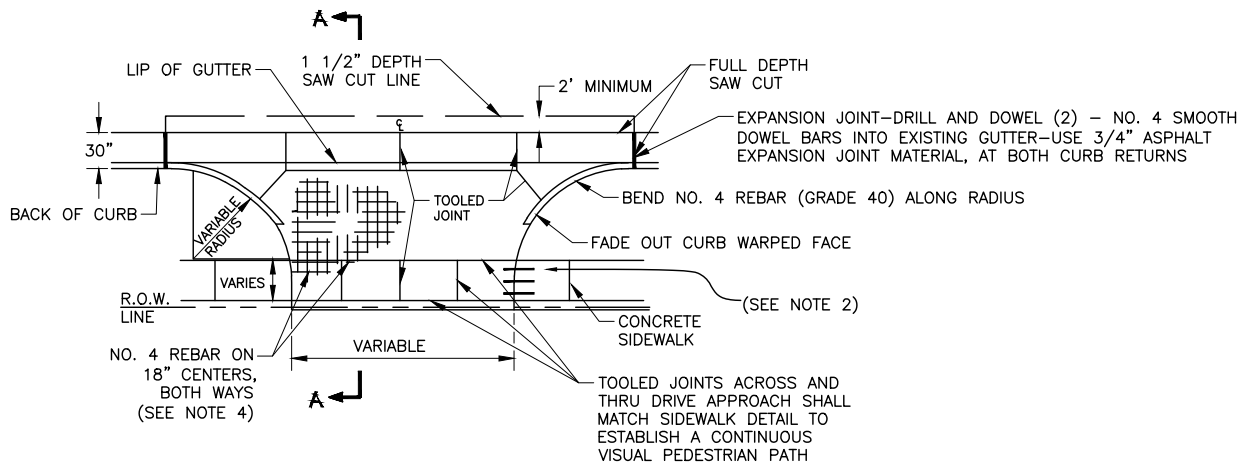 A
1 1/2" DEPTH
SAW CUT LINE
LIP OF GUTTER
2' MINIMUM
FULL DEPTH
SAW CUT
℄
EXPANSION JOINT-DRILL AND DOWEL (2) - NO. 4 SMOOTH
DOWEL BARS INTO EXISTING GUTTER-USE 3/4" ASPHALT
EXPANSION JOINT MATERIAL, AT BOTH CURB RETURNS
30"
BACK OF CURB
VARIABLE
RADIUS
TOOLED
JOINT
BEND NO. 4 REBAR (GRADE 40) ALONG RADIUS
FADE OUT CURB WARPED FACE
VARIES
(SEE NOTE 2)
R.O.W.
LINE
CONCRETE
SIDEWALK
NO. 4 REBAR ON
18" CENTERS,
BOTH WAYS
(SEE NOTE 4)
VARIABLE
A
TOOLED JOINTS ACROSS AND
THRU DRIVE APPROACH SHALL
MATCH SIDEWALK DETAIL TO
ESTABLISH A CONTINUOUS
VISUAL PEDESTRIAN PATH